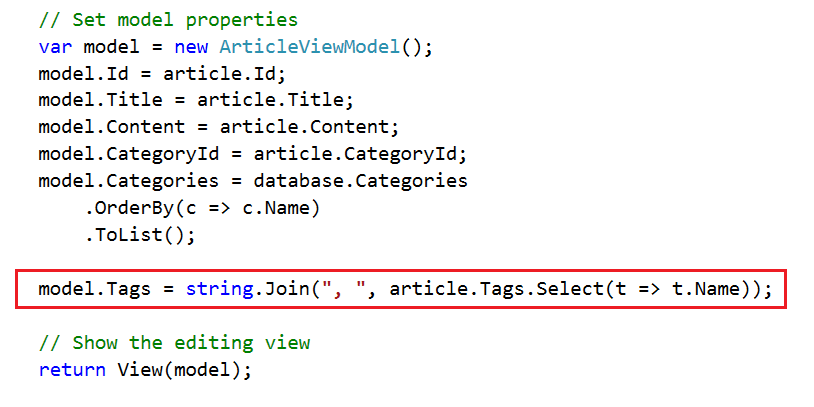 // Set model properties
var model = new ArticleViewModel();
model.Id = article.Id;
model.Title = article.Title;
model.Content = article.Content;
model.CategoryId = article.CategoryId;
model.Categories = database.Categories
    .OrderBy(c => c.Name)
    .ToList();
model.Tags = string.Join(", ", article.Tags.Select(t => t.Name));
// Show the editing view
return View(model);